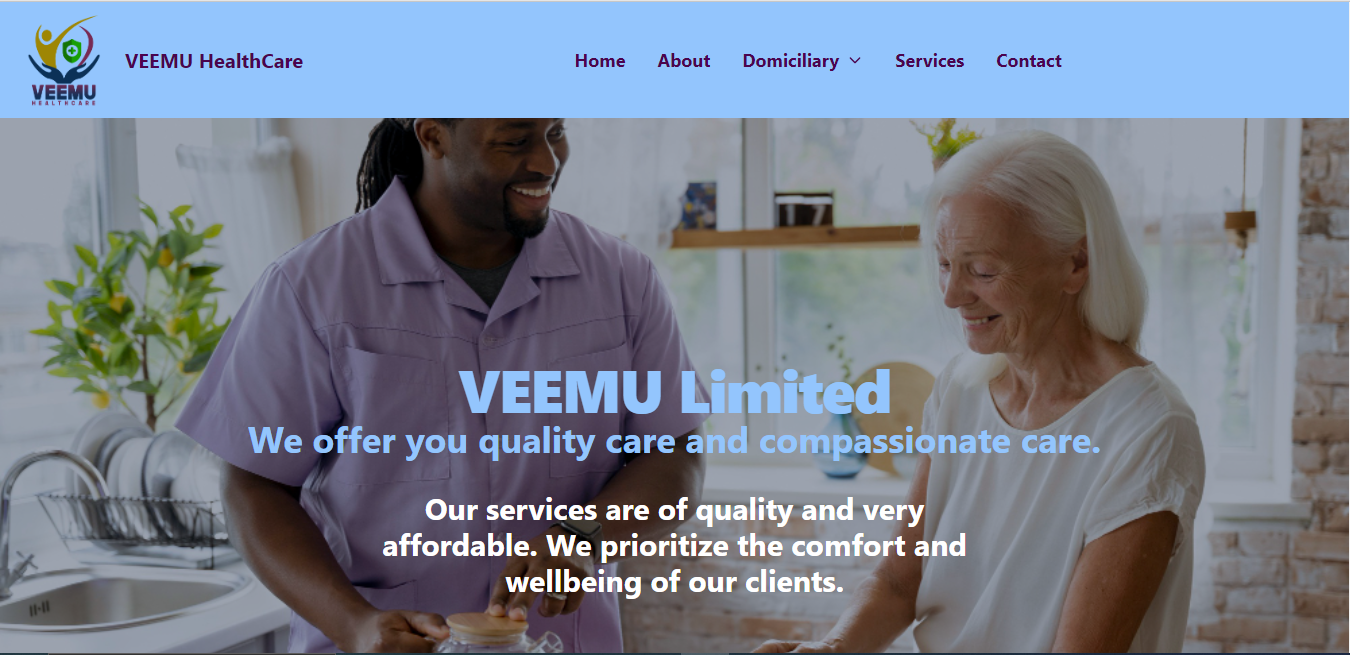 VEEMU
HEALTHCARE
VEEMU HealthCare
Home About Domiciliary Services Contact
VEEMU Limited
We offer you quality care and compassionate care.
Our services are of quality and very
affordable. We prioritize the comfort and
wellbeing of our clients.